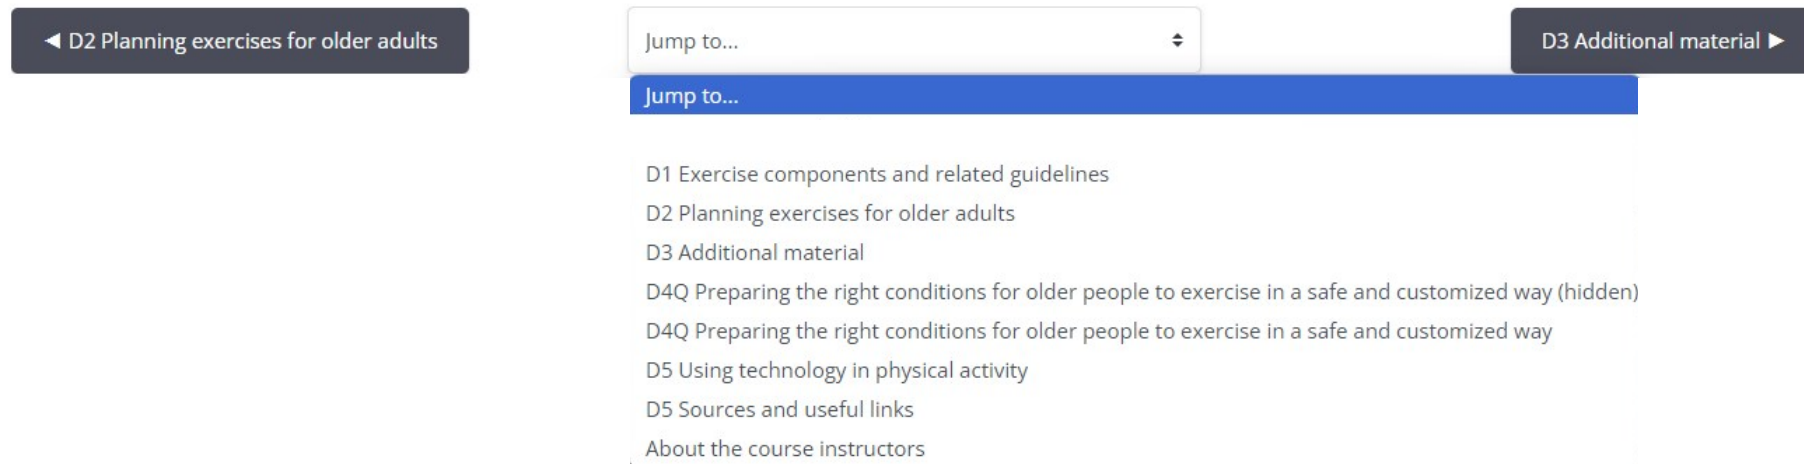 ◄ D2 Planning exercises for older adults
Jump to...
D3 Additional material ►
Jump to...
D1 Exercise components and related guidelines
D2 Planning exercises for older adults
D3 Additional material
D4Q Preparing the right conditions for older people to exercise in a safe and customized way (hidden)
D4Q Preparing the right conditions for older people to exercise in a safe and customized way
D5 Using technology in physical activity
D5 Sources and useful links
About the course instructors